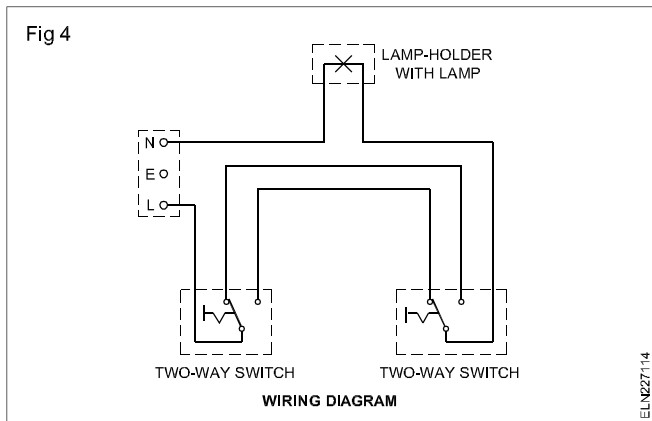 Fig 4
LAMP-HOLDER
WITH LAMP
N
E
L
TWO-WAY SWITCH
TWO-WAY SWITCH
WIRING DIAGRAM
ELN227114